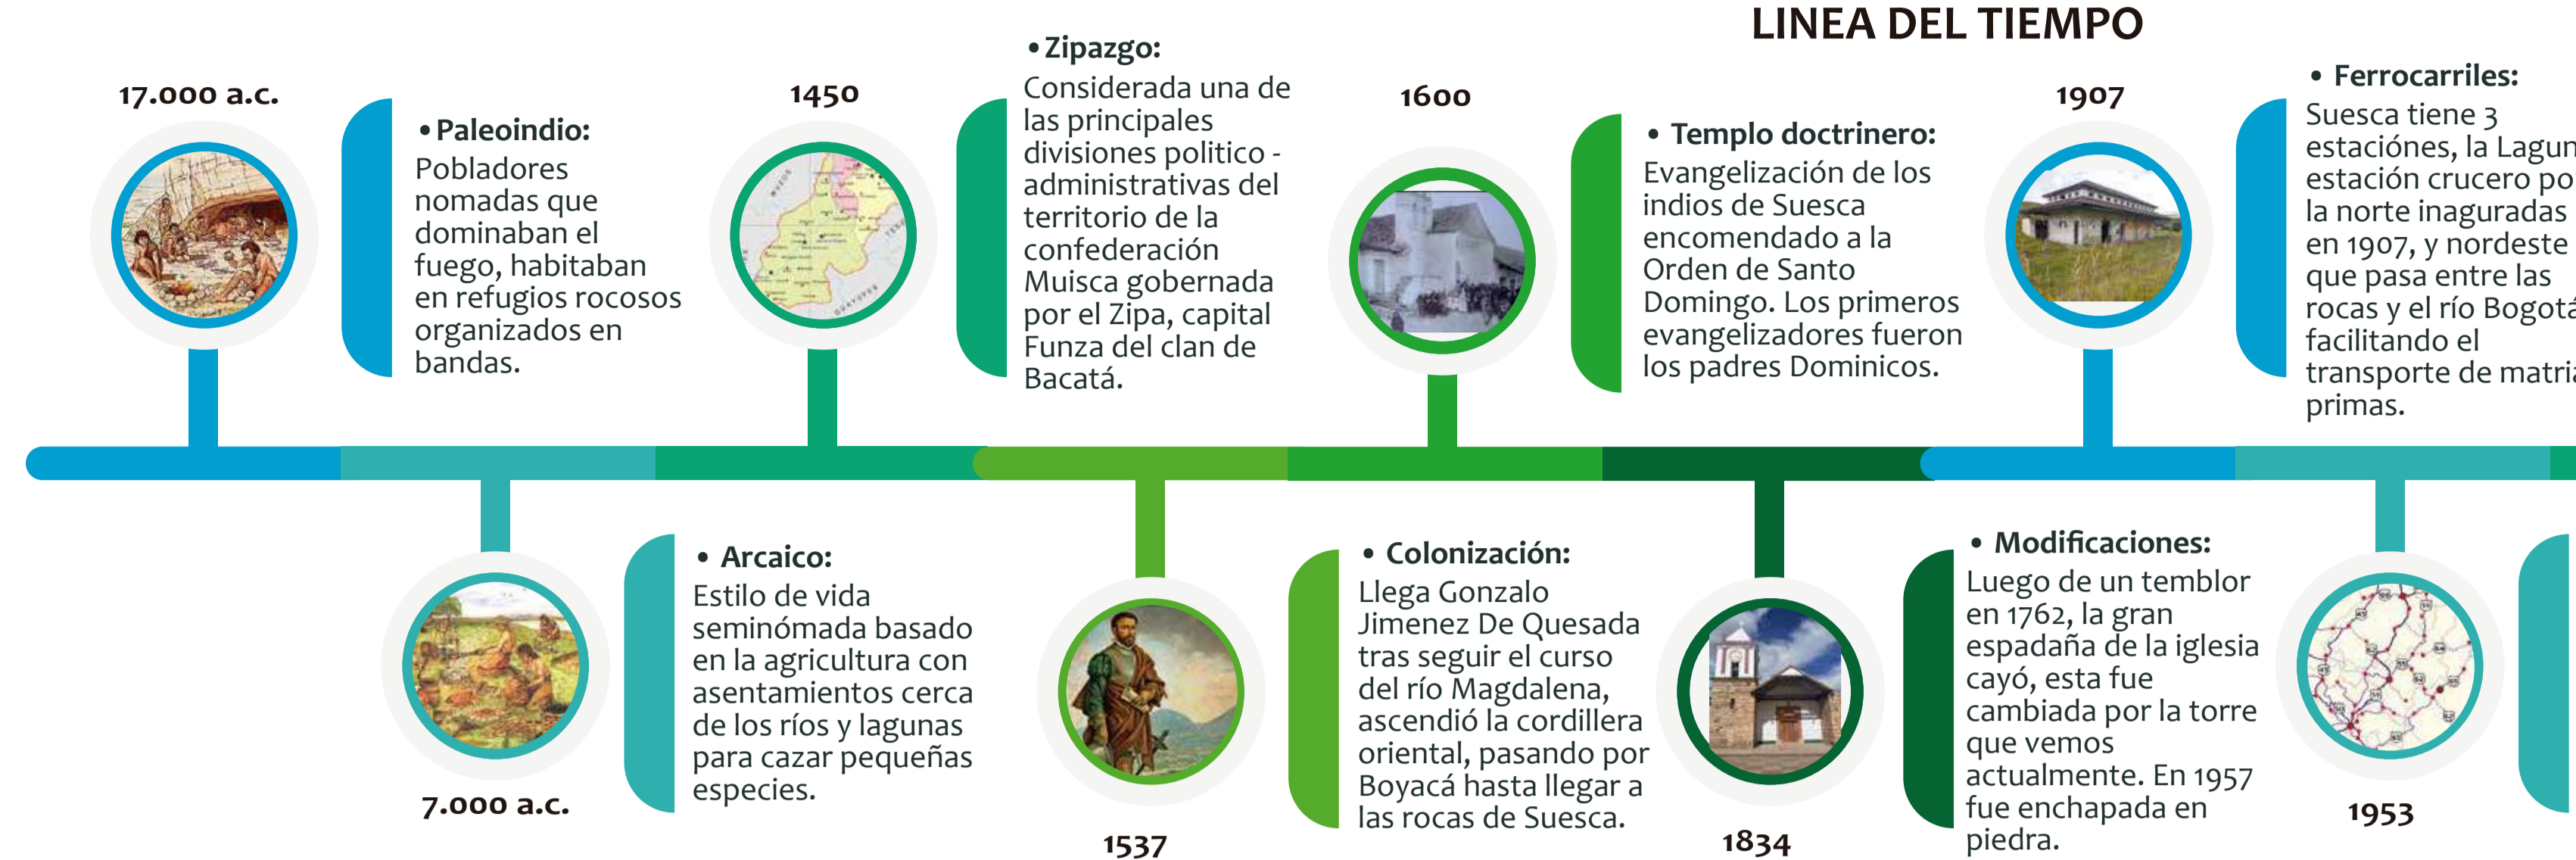 LINEA DEL TIEMPO
17.000 a.c.
•Paleoindio:
Pobladores
nomadas que
dominaban el
fuego, habitaban
en refugios rocosos
organizados en
bandas.
7.000 a.c.
• Arcaico:
Estilo de vida
seminómada basado
en la agricultura con
asentamientos cerca
de los ríos y lagunas
para cazar pequeñas
especies.
1450
•Zipazgo:
Considerada una de
las principales
divisiones politico -
administrativas del
territorio de la
confederación
Muisca gobernada
por el Zipa, capital
Funza del clan de
Bacatá.
1537
• Colonización:
Llega Gonzalo
Jimenez De Quesada
tras seguir el curso
del río Magdalena,
ascendió la cordillera
oriental, pasando por
Boyacá hasta llegar a
las rocas de Suesca.
1600
• Templo doctrinero:
Evangelización de los
indios de Suesca
encomendado a la
Orden de Santo
Domingo. Los primeros
evangelizadores fueron
los padres Dominicos.
1834
• Modificaciones:
Luego de un temblor
en 1762, la gran
espadaña de la iglesia
cayó, esta fue
cambiada por la torre
que vemos
actualmente. En 1957
fue enchapada en
piedra.
1907
• Ferrocarriles:
Suesca tiene 3
estaciónes, la Lagun
estación crucero po
la norte inaguradas
en 1907, y nordeste
que pasa entre las
rocas y el río Bogotá
facilitando el
transporte de matria
primas.
1953